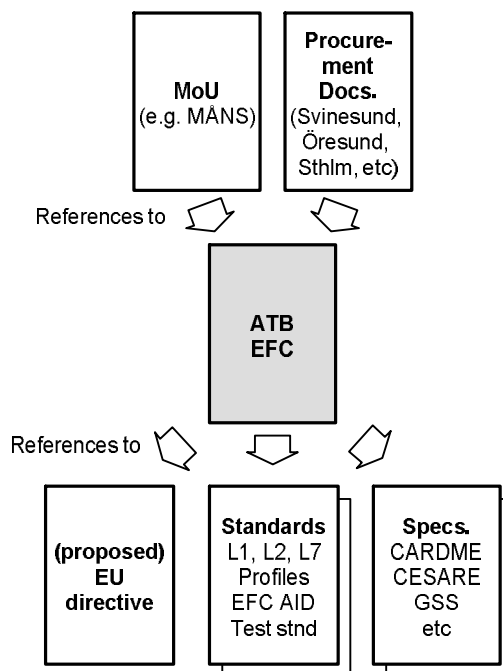 MoU
(e.g. MÅNS)
Procure-
ment
Docs.
(Svinesund,
Öresund,
Sthlm, etc)
References to
ATB
EFC
References to
(proposed)
EU
directive
Standards
L1, L2, L7
Profiles
EFC AID
Test stnd
Specs.
CARDME
CESARE
GSS
etc